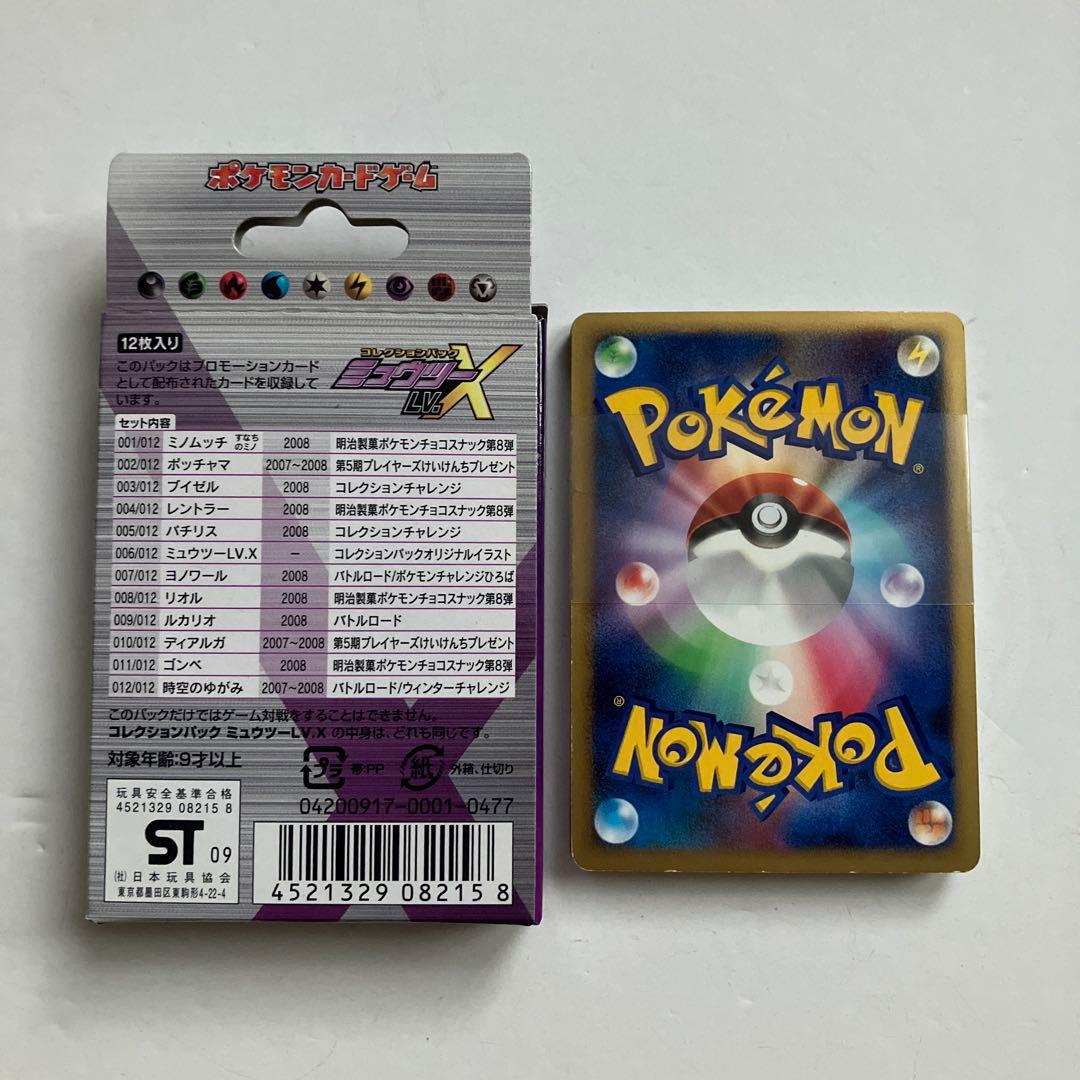 ポケモンカードゲーム
12枚入り
このパックはプロモーションカード
として配布されたカードを収録して
います。
コレクションパック
ミュウツー
LV.X
セット内容
001/012 ミノムッチ すなちのミノ 2008 明治製菓ポケモンチョコスナック第8弾
002/012 ポッチャマ 2007～2008 第5期プレイヤーズけいけんちプレゼント
003/012 ブイゼル 2008 コレクションチャレンジ
004/012 レントラー 2008 明治製菓ポケモンチョコスナック第8弾
005/012 パチリス 2008 コレクションチャレンジ
006/012 ミュウツーLV.X － コレクションパックオリジナルイラスト
007/012 ヨノワール 2008 バトルロード/ポケモンチャレンジひろば
008/012 リオル 2008 明治製菓ポケモンチョコスナック第8弾
009/012 ルカリオ 2008 バトルロード
010/012 ディアルガ 2007～2008 第5期プレイヤーズけいけんちプレゼント
011/012 ゴンベ 2008 明治製菓ポケモンチョコスナック第8弾
012/012 時空のゆがみ 2007～2008 バトルロード/ウィンターチャレンジ
このパックだけではゲーム対戦をすることはできません。
コレクションパック ミュウツーLV.X の中身は、どれも同じです。
対象年齢:9才以上
プラ 帯:PP 紙 外箱、仕切り
04200917-0001-0477
玩具安全基準合格
4521329 08215 8
ST 09
(社)日本玩具協会
東京都墨田区東駒形4-22-4
4 521329 08215 8
POKéMON®
POKéMON®